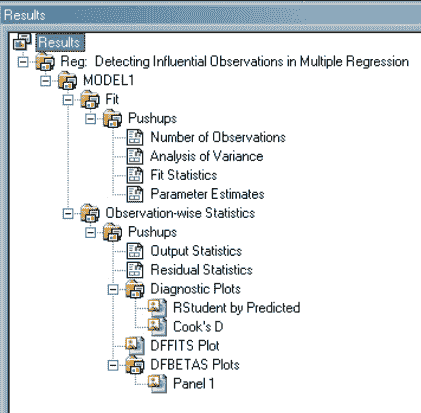 Results
Results
Reg: Detecting Influential Observations in Multiple Regression
MODEL1
Fit
Pushups
Number of Observations
Analysis of Variance
Fit Statistics
Parameter Estimates
Observation-wise Statistics
Pushups
Output Statistics
Residual Statistics
Diagnostic Plots
RStudent by Predicted
Cook's D
DFFITS Plot
DFBETAS Plots
Panel 1